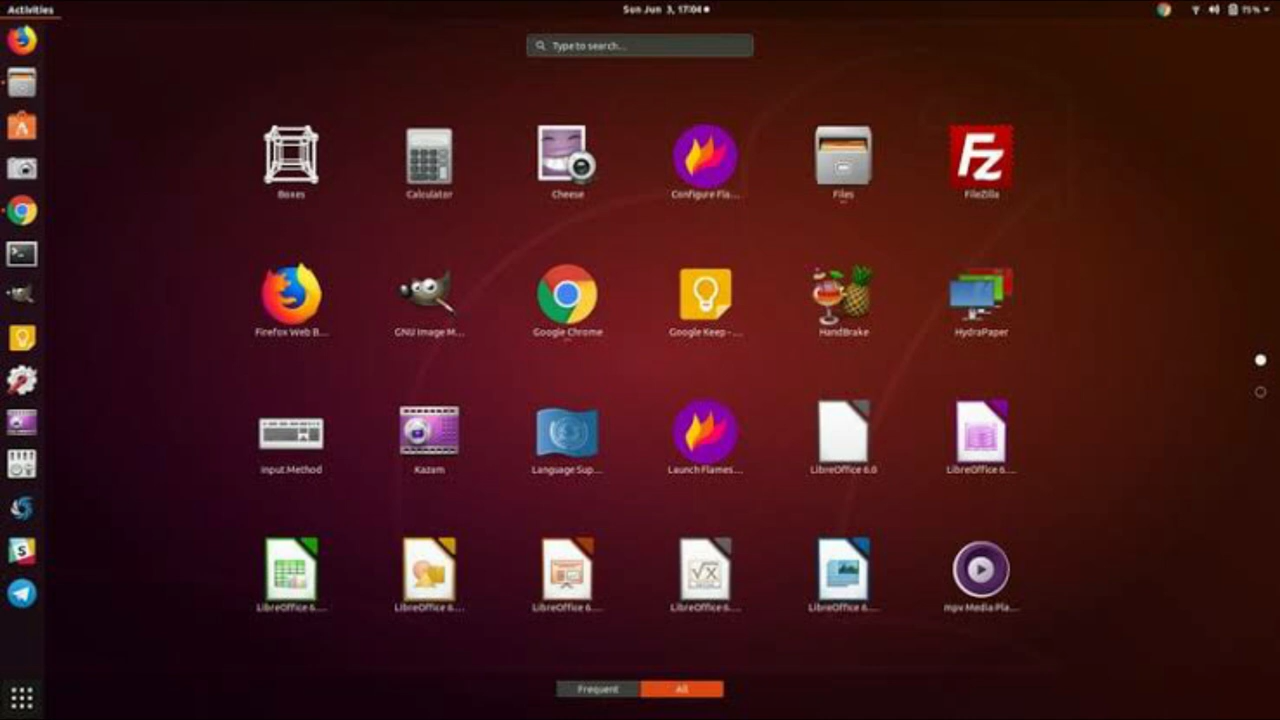 Activities
Sun Jun 3, 17:04
75%
Type to search...
Boxes
Calculator
Cheese
Configure Fla...
Files
FileZilla
Firefox Web B...
GNU Image M...
Google Chrome
Google Keep - ...
HandBrake
HydraPaper
Input Method
Kazam
Language Sup...
Launch Flames...
LibreOffice 6.0
LibreOffice 6....
LibreOffice 6....
LibreOffice 6....
LibreOffice 6....
LibreOffice 6....
LibreOffice 6....
mpv Media Pla...
Frequent
All